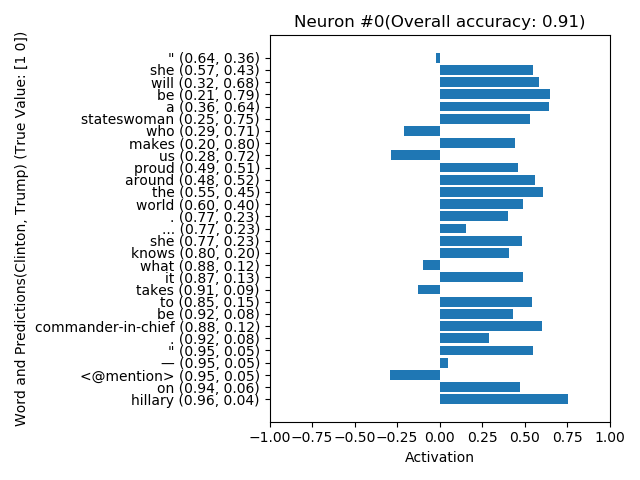 Neuron #0(Overall accuracy: 0.91)
Word and Predictions(Clinton, Trump) (True Value: [1 0])
" (0.64, 0.36)
she (0.57, 0.43)
will (0.32, 0.68)
be (0.21, 0.79)
a (0.36, 0.64)
stateswoman (0.25, 0.75)
who (0.29, 0.71)
makes (0.20, 0.80)
us (0.28, 0.72)
proud (0.49, 0.51)
around (0.48, 0.52)
the (0.55, 0.45)
world (0.60, 0.40)
. (0.77, 0.23)
... (0.77, 0.23)
she (0.77, 0.23)
knows (0.80, 0.20)
what (0.88, 0.12)
it (0.87, 0.13)
takes (0.91, 0.09)
to (0.85, 0.15)
be (0.92, 0.08)
commander-in-chief (0.88, 0.12)
. (0.92, 0.08)
" (0.95, 0.05)
— (0.95, 0.05)
<@mention> (0.95, 0.05)
on (0.94, 0.06)
hillary (0.96, 0.04)
−1.00 −0.75 −0.50 −0.25 0.00 0.25 0.50 0.75 1.00
Activation